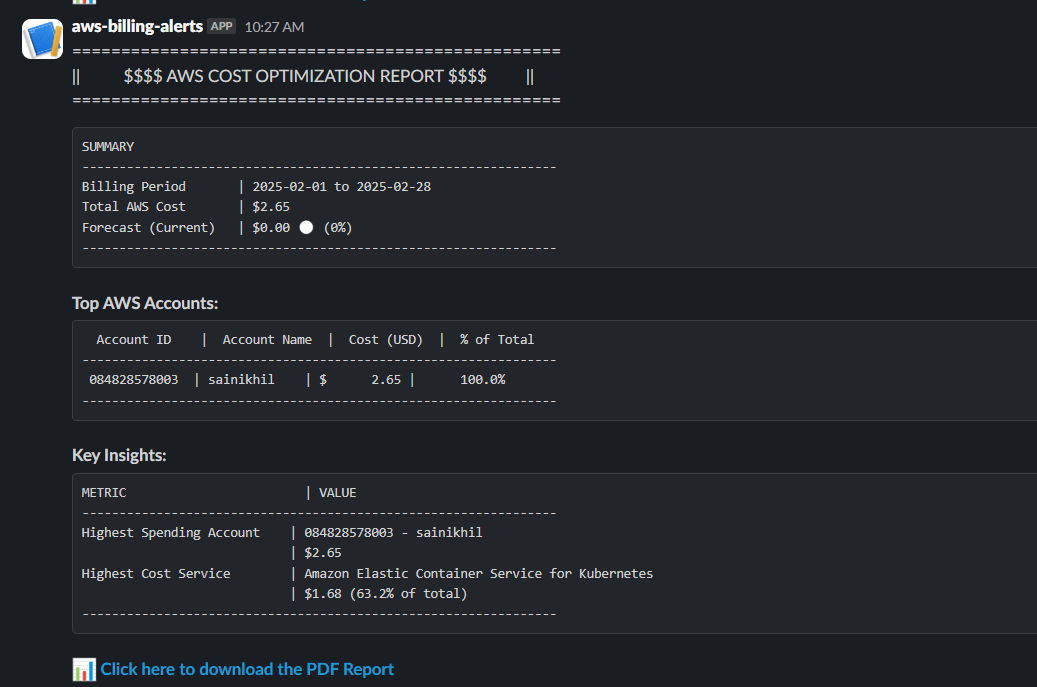 aws-billing-alerts APP 10:27 AM
==================================================
||          $$$$ AWS COST OPTIMIZATION REPORT $$$$          ||
==================================================
SUMMARY
----------------------------------------------------------------
Billing Period       | 2025-02-01 to 2025-02-28
Total AWS Cost       | $2.65
Forecast (Current)   | $0.00 ⚪ (0%)
----------------------------------------------------------------
Top AWS Accounts:
  Account ID    |  Account Name  |  Cost (USD)  |  % of Total
----------------------------------------------------------------
 084828578003  | sainikhil    | $      2.65 |      100.0%
----------------------------------------------------------------
Key Insights:
METRIC                        | VALUE
----------------------------------------------------------------
Highest Spending Account    | 084828578003 - sainikhil
                            | $2.65
Highest Cost Service        | Amazon Elastic Container Service for Kubernetes
                            | $1.68 (63.2% of total)
----------------------------------------------------------------
📊 Click here to download the PDF Report